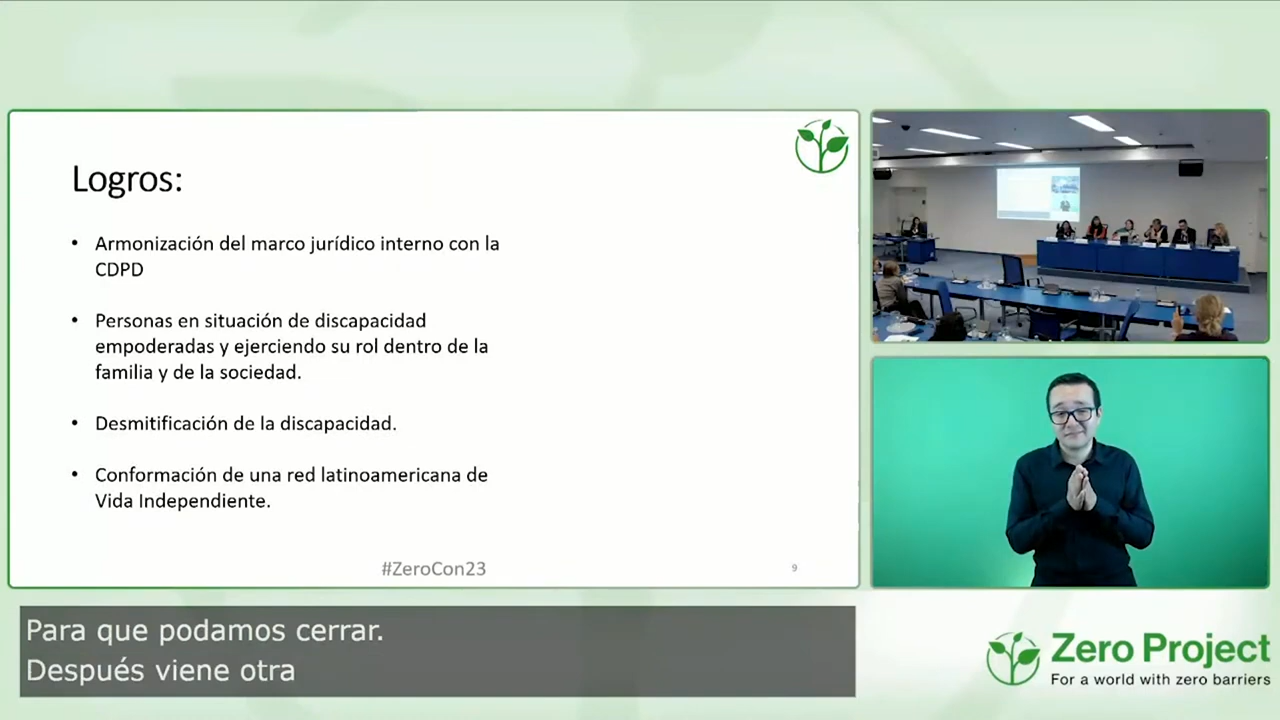 Logros:
• Armonización del marco jurídico interno con la
CDPD
• Personas en situación de discapacidad
empoderadas y ejerciendo su rol dentro de la
familia y de la sociedad.
• Desmitificación de la discapacidad.
• Conformación de una red latinoamericana de
Vida Independiente.
#ZeroCon23
9
Para que podamos cerrar.
Después viene otra
Zero Project
For a world with zero barriers